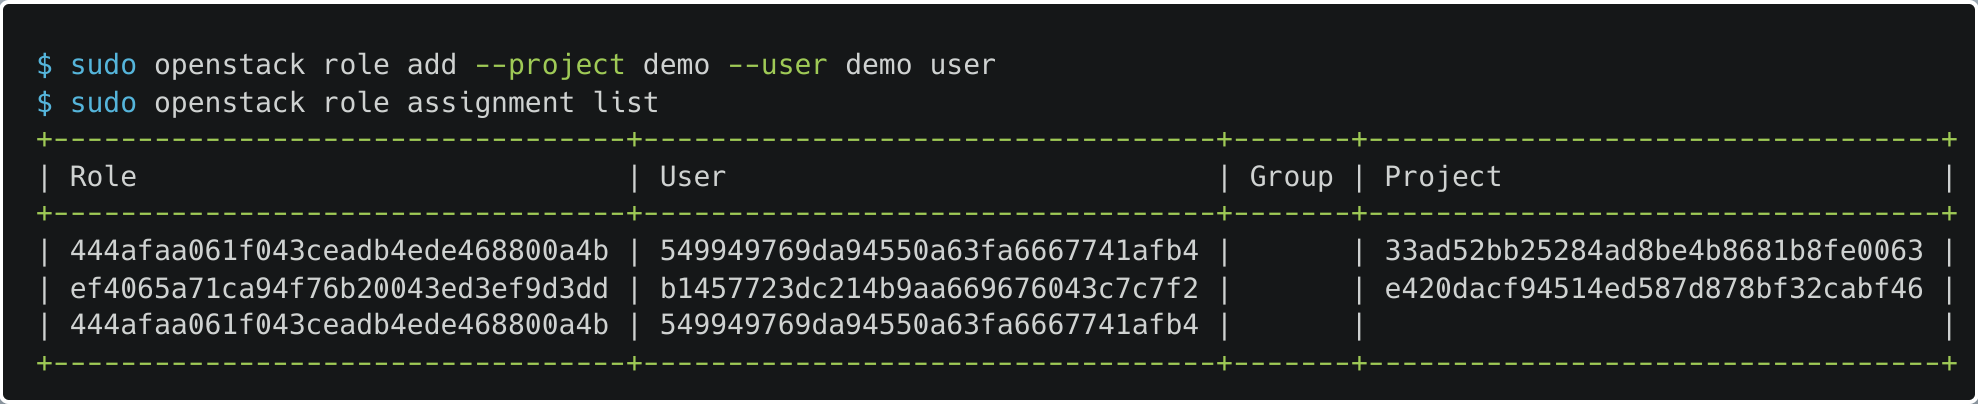 $ sudo openstack role add --project demo --user demo user
$ sudo openstack role assignment list
+----------------------------------+----------------------------------+-------+----------------------------------+
| Role                             | User                             | Group | Project                          |
+----------------------------------+----------------------------------+-------+----------------------------------+
| 444afaa061f043ceadb4ede468800a4b | 549949769da94550a63fa6667741afb4 |       | 33ad52bb25284ad8be4b8681b8fe0063 |
| ef4065a71ca94f76b20043ed3ef9d3dd | b1457723dc214b9aa669676043c7c7f2 |       | e420dacf94514ed587d878bf32cabf46 |
| 444afaa061f043ceadb4ede468800a4b | 549949769da94550a63fa6667741afb4 |       |                                  |
+----------------------------------+----------------------------------+-------+----------------------------------+